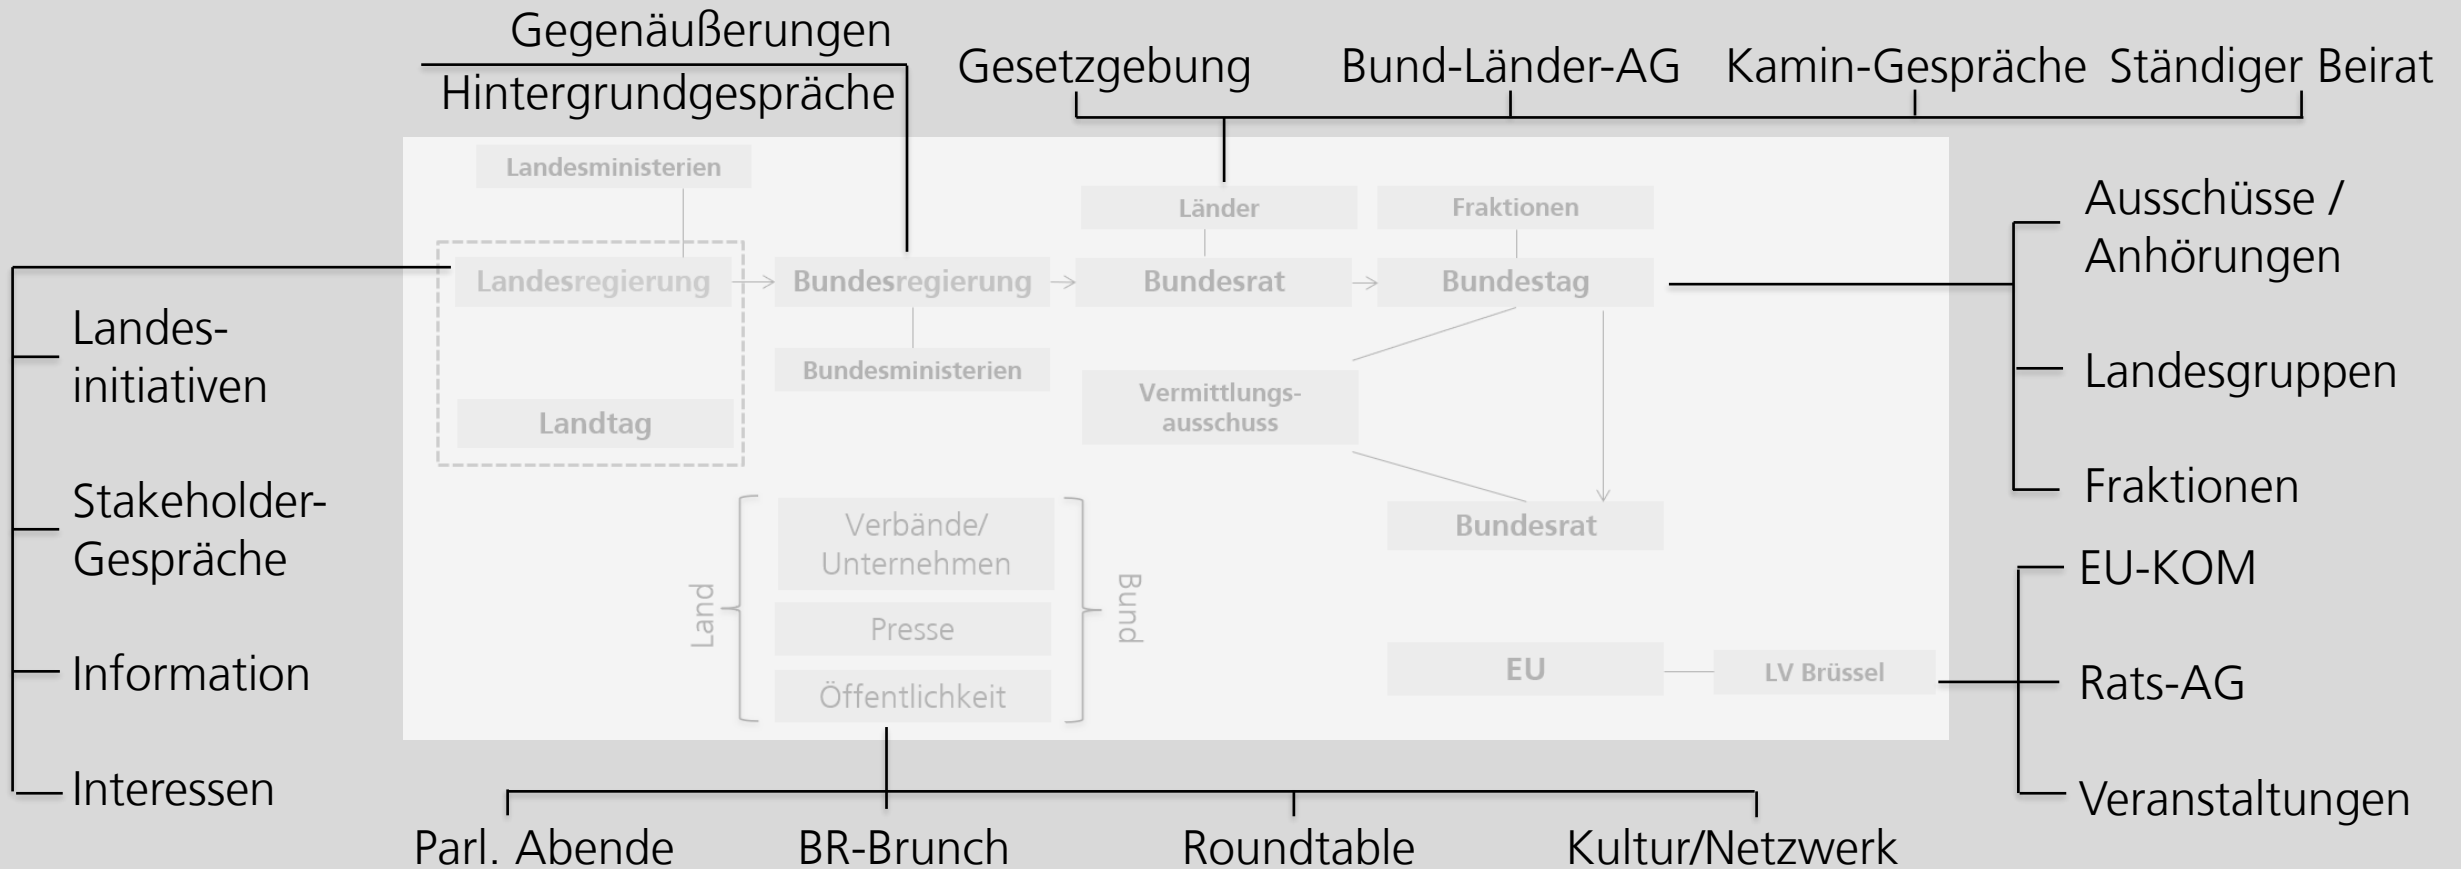 Gegenäußerungen
Hintergrundgespräche
Gesetzgebung
Bund-Länder-AG
Kamin-Gespräche
Ständiger Beirat
Landesministerien
Länder
Fraktionen
Landesregierung
Bundesregierung
Bundesrat
Bundestag
Bundesministerien
Vermittlungs-
ausschuss
Landtag
Bundesrat
Land
Verbände/
Unternehmen
Presse
Öffentlichkeit
Bund
EU
LV Brüssel
Landes-
initiativen
Stakeholder-
Gespräche
Information
Interessen
Ausschüsse /
Anhörungen
Landesgruppen
Fraktionen
EU-KOM
Rats-AG
Veranstaltungen
Parl. Abende
BR-Brunch
Roundtable
Kultur/Netzwerk